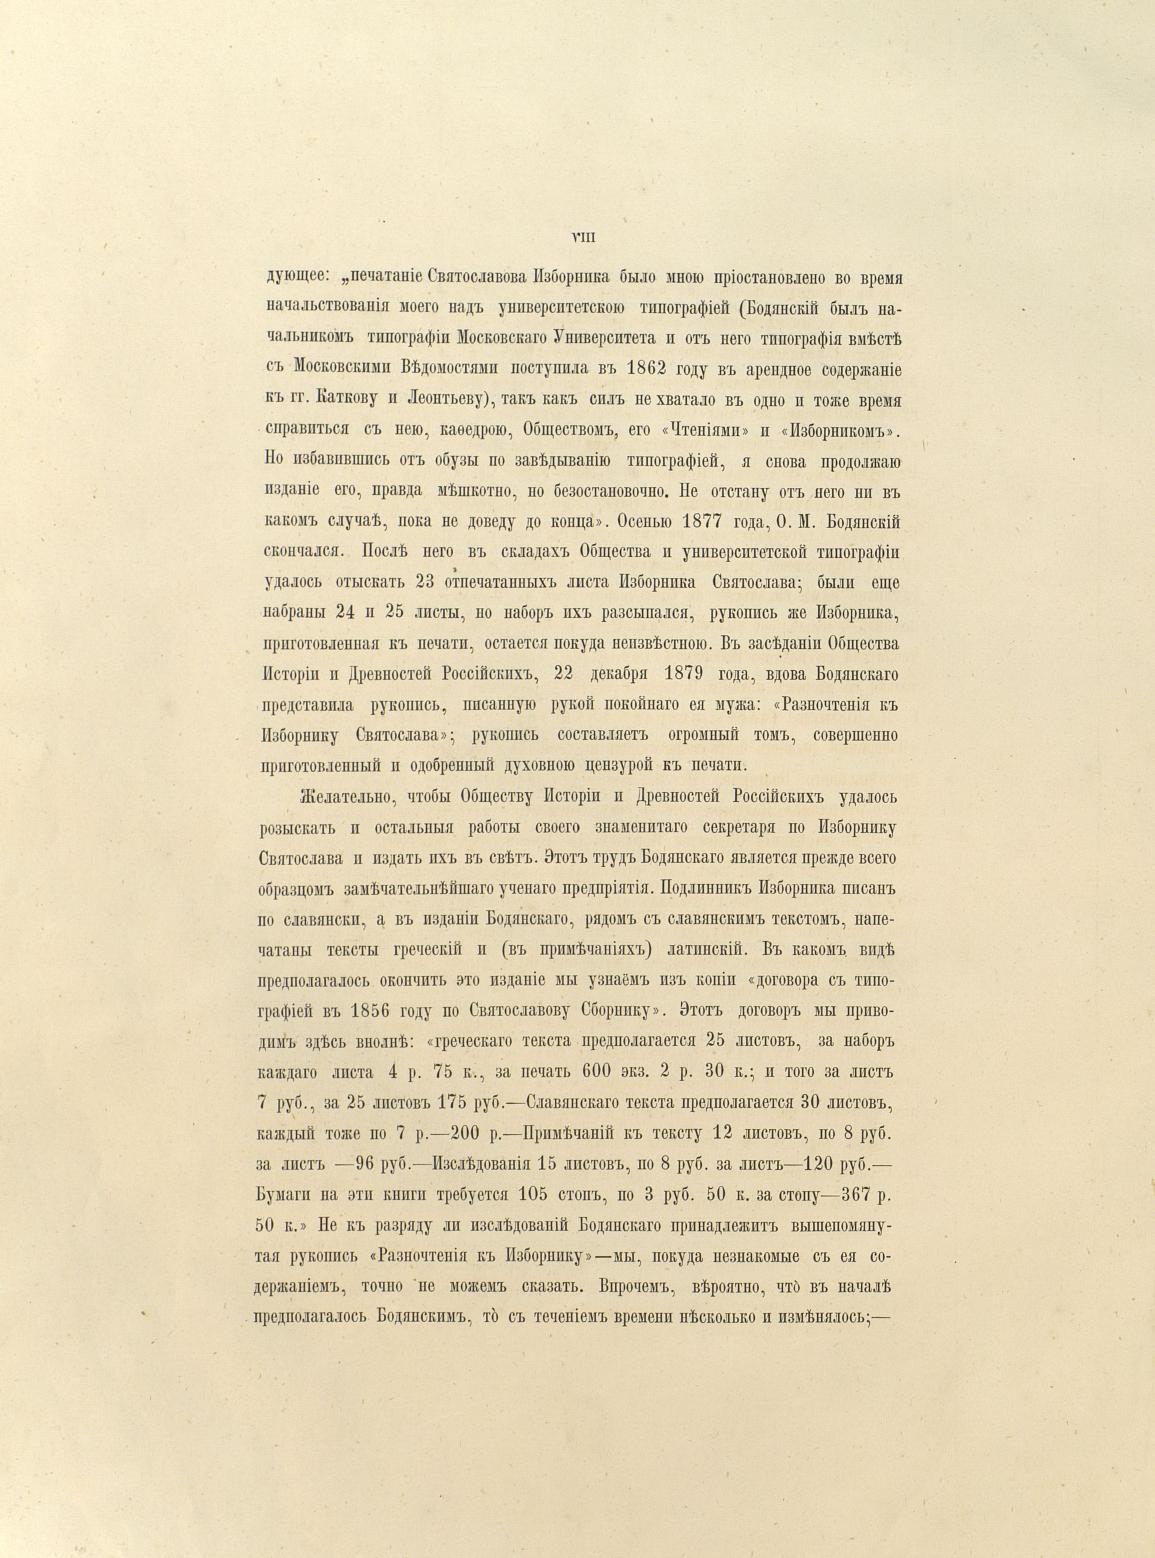 VIII
дующее: „печатаніе Святославова Изборника было мною пріостановлено во время
начальствованія моего надъ университетскою типографіей (Бодянскій былъ на-
чальникомъ типографіи Московскаго Университета и отъ него типографія вмѣстѣ
съ Московскими Вѣдомостями поступила въ 1862 году въ арендное содержаніе
къ гг. Каткову и Леонтьеву), такъ какъ силъ не хватало въ одно и тоже время
справиться съ нею, каѳедрою, Обществомъ, его «Чтеніями» и «Изборникомъ».
Но избавившись отъ обузы по завѣдыванію типографіей, я снова продолжаю
изданіе его, правда мѣшкотно, но безостановочно. Не отстану отъ него ни въ
какомъ случаѣ, пока не доведу до конца». Осенью 1877 года, О. М. Бодянскій
скончался. Послѣ него въ складахъ Общества и университетской типографіи
удалось отыскать 23 отпечатанныхъ листа Изборника Святослава; были еще
набраны 24 и 25 листы, но наборъ ихъ разсыпался, рукопись же Изборника,
приготовленная къ печати, остается покуда неизвѣстною. Въ засѣданіи Общества
Исторіи и Древностей Россійскихъ, 22 декабря 1879 года, вдова Бодянскаго
представила рукопись, писанную рукой покойнаго ея мужа: «Разночтенія къ
Изборнику Святослава»; рукопись составляетъ огромный томъ, совершенно
приготовленный и одобренный духовною цензурой къ печати.
Желательно, чтобы Обществу Исторіи и Древностей Россійскихъ удалось
розыскать и остальныя работы своего знаменитаго секретаря по Изборнику
Святослава и издать ихъ въ свѣтъ. Этотъ трудъ Бодянскаго является прежде всего
образцомъ замѣчательнѣйшаго ученаго предпріятія. Подлинникъ Изборника писанъ
по славянски, а въ изданіи Бодянскаго, рядомъ съ славянскимъ текстомъ, напе-
чатаны тексты греческій и (въ примѣчаніяхъ) латинскій. Въ какомъ видѣ
предполагалось окончить это изданіе мы узнаёмъ изъ копіи «договора съ типо-
графіей въ 1856 году по Святославову Сборнику». Этотъ договоръ мы приво-
димъ здѣсь вполнѣ: «греческаго текста предполагается 25 листовъ, за наборъ
каждаго листа 4 р. 75 к., за печать 600 экз. 2 р. 30 к.; и того за листъ
7 руб., за 25 листовъ 175 руб.—Славянскаго текста предполагается 30 листовъ,
каждый тоже по 7 р.—200 р.—Примѣчаній къ тексту 12 листовъ, по 8 руб.
за листъ —96 руб.—Изслѣдованія 15 листовъ, по 8 руб. за листъ—120 руб.—
Бумаги на эти книги требуется 105 стопъ, по 3 руб. 50 к. за стопу—367 р.
50 к.» Не къ разряду ли изслѣдованій Бодянскаго принадлежитъ вышепомяну-
тая рукопись «Разночтенія къ Изборнику»—мы, покуда незнакомые съ ея со-
держаніемъ, точно не можемъ сказать. Впрочемъ, вѣроятно, что̀ въ началѣ
предполагалось Бодянскимъ, то̀ съ теченіемъ времени нѣсколько и измѣнялось;—